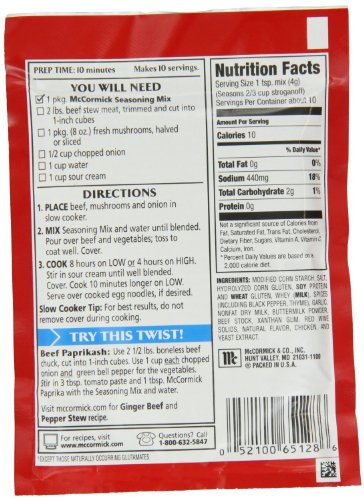 PREP TIME: 10 minutes
Makes 10 servings.
YOU WILL NEED
1 pkg. McCormick Seasoning Mix
2 lbs. beef stew meat, trimmed and cut into
1-inch cubes
1 pkg. (8 oz.) fresh mushrooms, halved
or sliced
1/2 cup chopped onion
1 cup water
1 cup sour cream
DIRECTIONS
1. PLACE beef, mushrooms and onion in
slow cooker.
2. MIX Seasoning Mix and water until blended.
Pour over beef and vegetables; toss to
coat well. Cover.
3. COOK 8 hours on LOW or 4 hours on HIGH.
Stir in sour cream until well blended.
Cover. Cook 10 minutes longer on LOW.
Serve over cooked egg noodles, if desired.
Slow Cooker Tip: For best results, do not
remove cover during cooking.
TRY THIS TWIST!
Beef Paprikash: Use 2 1/2 lbs. boneless beef
chuck, cut into 1-inch cubes. Use 1 cup each chopped
onion and green bell pepper for the vegetables.
Stir in 3 tbsp. tomato paste and 1 tbsp. McCormick
Paprika with the Seasoning Mix and water.
Visit mccormick.com for Ginger Beef and
Pepper Stew recipe.
For recipes, visit
mccormick.com
Questions? Call
1-800-632-5847
*EXCEPT THOSE NATURALLY OCCURRING GLUTAMATES
Nutrition Facts
Serving Size 1 tsp. mix (4g)
(Seasons 2/3 cup stroganoff)
Servings Per Container about 10
Amount Per Serving
Calories 10
% Daily Value*
Total Fat 0g 0%
Sodium 440mg 18%
Total Carbohydrate 2g 1%
Protein 0g
Not a significant source of Calories from
Fat, Saturated Fat, Trans Fat, Cholesterol,
Dietary Fiber, Sugars, Vitamin A, Vitamin C,
Calcium, Iron.
* Percent Daily Values are based on a
2,000 calorie diet.
INGREDIENTS: MODIFIED CORN STARCH, SALT,
HYDROLYZED CORN GLUTEN, SOY PROTEIN
AND WHEAT GLUTEN, WHEY (MILK), SPICES
(INCLUDING BLACK PEPPER, THYME), GARLIC,
NONFAT DRY MILK, BUTTERMILK POWDER,
BEEF STOCK, XANTHAN GUM, RED WINE
SOLIDS, NATURAL FLAVOR, CHICKEN, AND
YEAST EXTRACT.
Mc
McCORMICK & CO., INC.
HUNT VALLEY, MD 21031-1100
PACKED IN U.S.A.
0 52100 65128 6